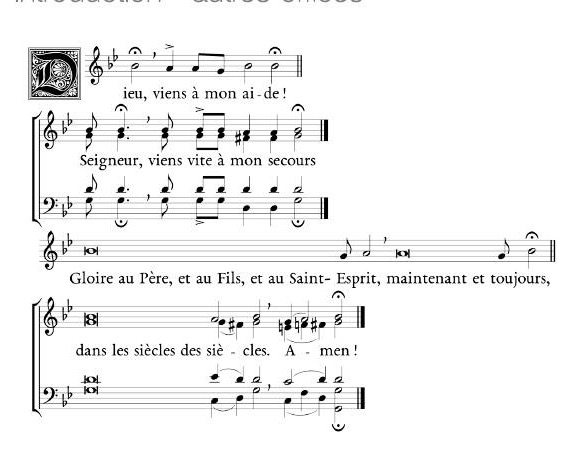 Introduction - autres offices
Dieu, viens à mon ai-de !
Seigneur, viens vite à mon secours
Gloire au Père, et au Fils, et au Saint- Esprit, maintenant et toujours,
dans les siècles des siè - cles. A - men !